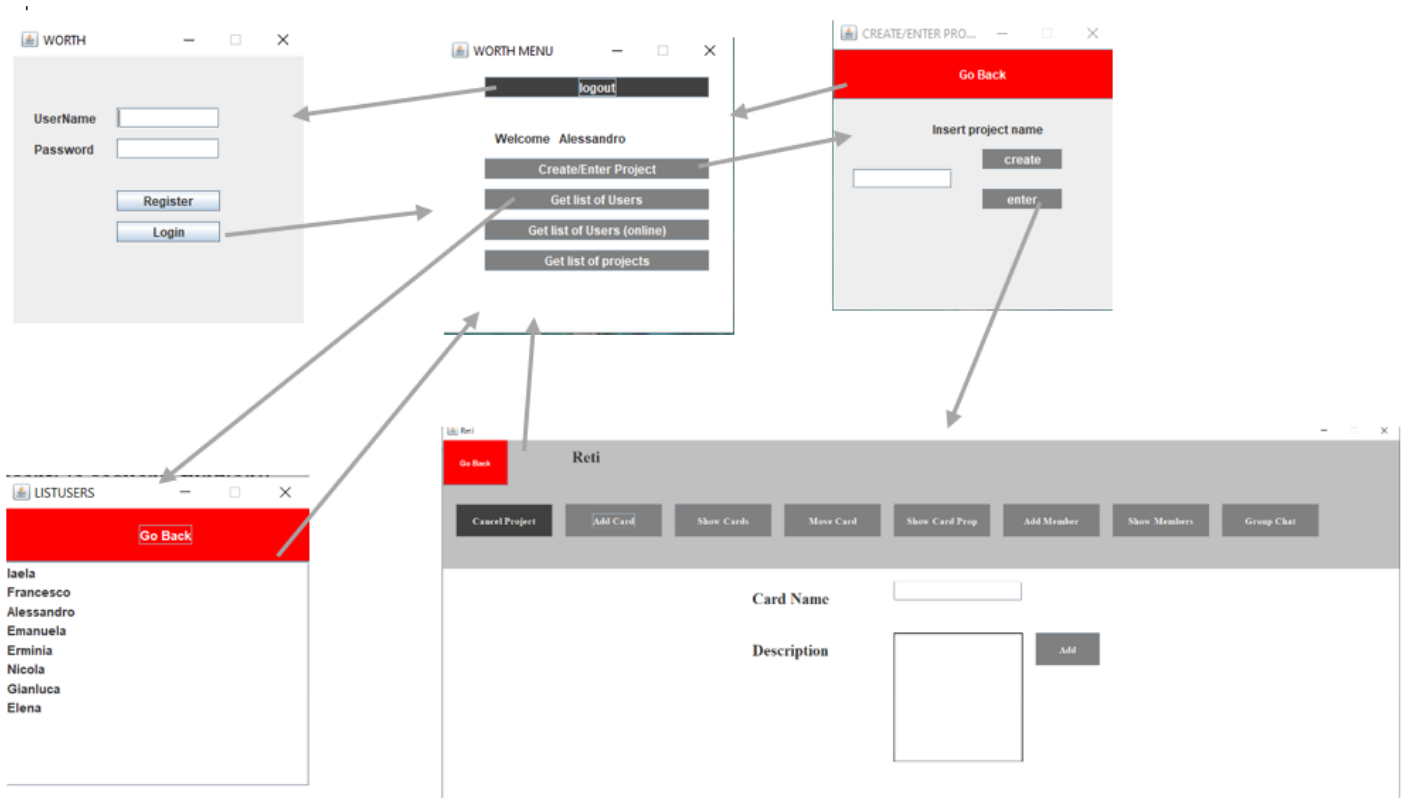 WORTH
UserName
Password
Register
Login
WORTH MENU
logout
Welcome Alessandro
Create/Enter Project
Get list of Users
Get list of Users (online)
Get list of projects
CREATE/ENTER PRO...
Go Back
Insert project name
create
enter
LISTUSERS
Go Back
Iaela
Francesco
Alessandro
Emanuela
Erminia
Nicola
Gianluca
Elena
Reti
Go Back
Reti
Cancel Project Add Card Show Cards Move Card Show Card Prop Add Member Show Members Group Chat
Card Name
Description
Add